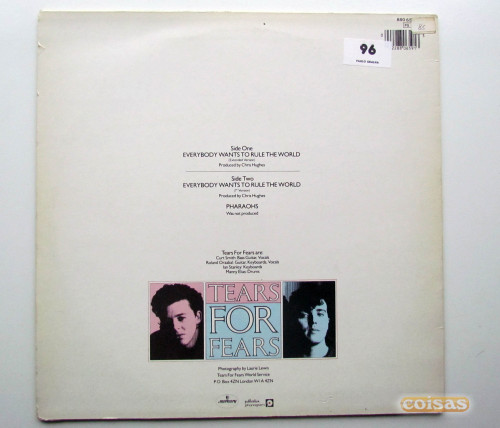 96
Side One
EVERYBODY WANTS TO RULE THE WORLD
(Extended Version)
Produced by Chris Hughes
Side Two
EVERYBODY WANTS TO RULE THE WORLD
(7" Version)
Produced by Chris Hughes
PHARAOHS
Was not produced
Tears For Fears are:
Curt Smith: Bass Guitar, Vocals
Roland Orzabal: Guitar, Keyboards, Vocals
Ian Stanley: Keyboards
Manny Elias: Drums
TEARS
FOR
FEARS
Photography by Laurie Lewis
Tears For Fears World Service
P.O. Box 4ZN London W1A 4ZN
coisas